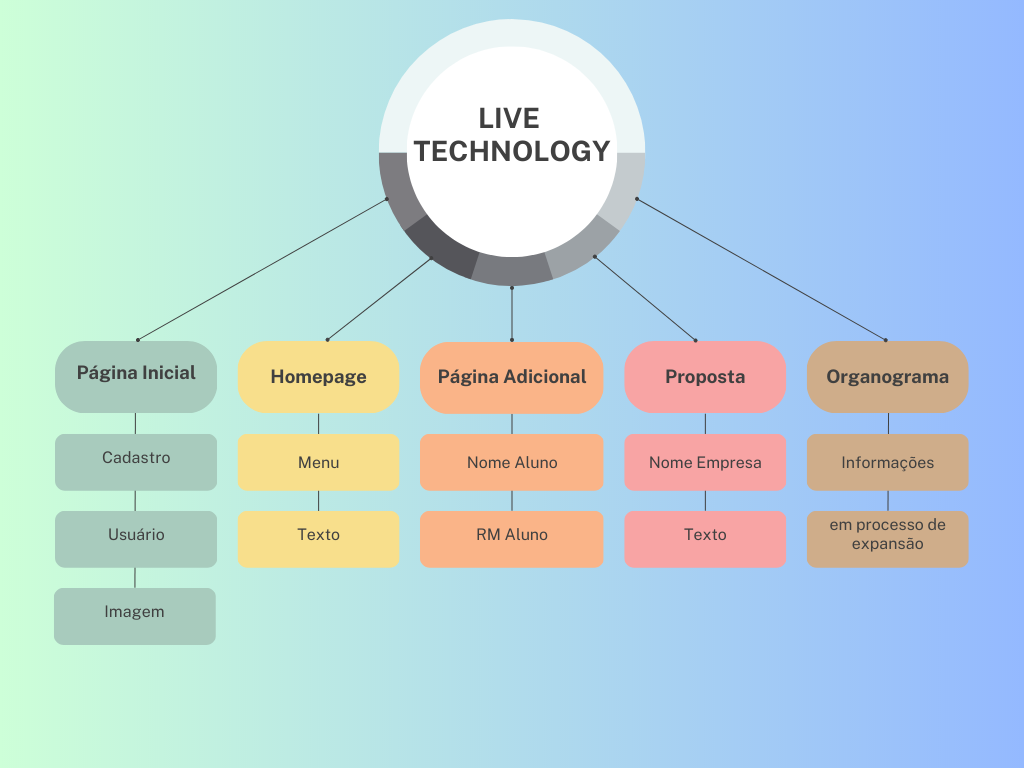 LIVE
TECHNOLOGY
Página Inicial
Homepage
Página Adicional
Proposta
Organograma
Cadastro
Menu
Nome Aluno
Nome Empresa
Informações
Usuário
Texto
RM Aluno
Texto
em processo de
expansão
Imagem